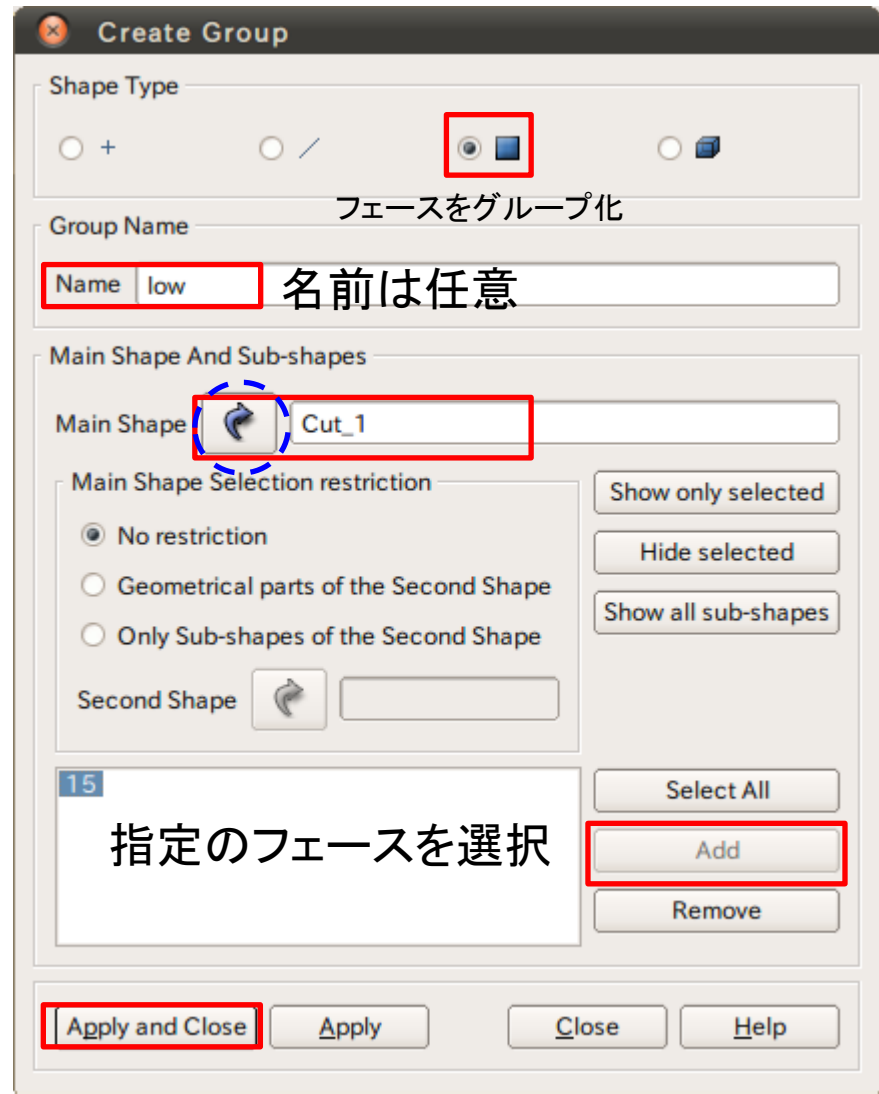 Create Group
Shape Type
フェースをグループ化
Group Name
Name low 名前は任意
Main Shape And Sub-shapes
Main Shape Cut_1
Main Shape Selection restriction
Show only selected
No restriction
Hide selected
Geometrical parts of the Second Shape
Show all sub-shapes
Only Sub-shapes of the Second Shape
Second Shape
15
Select All
指定のフェースを選択
Add
Remove
Apply and Close Apply Close Help